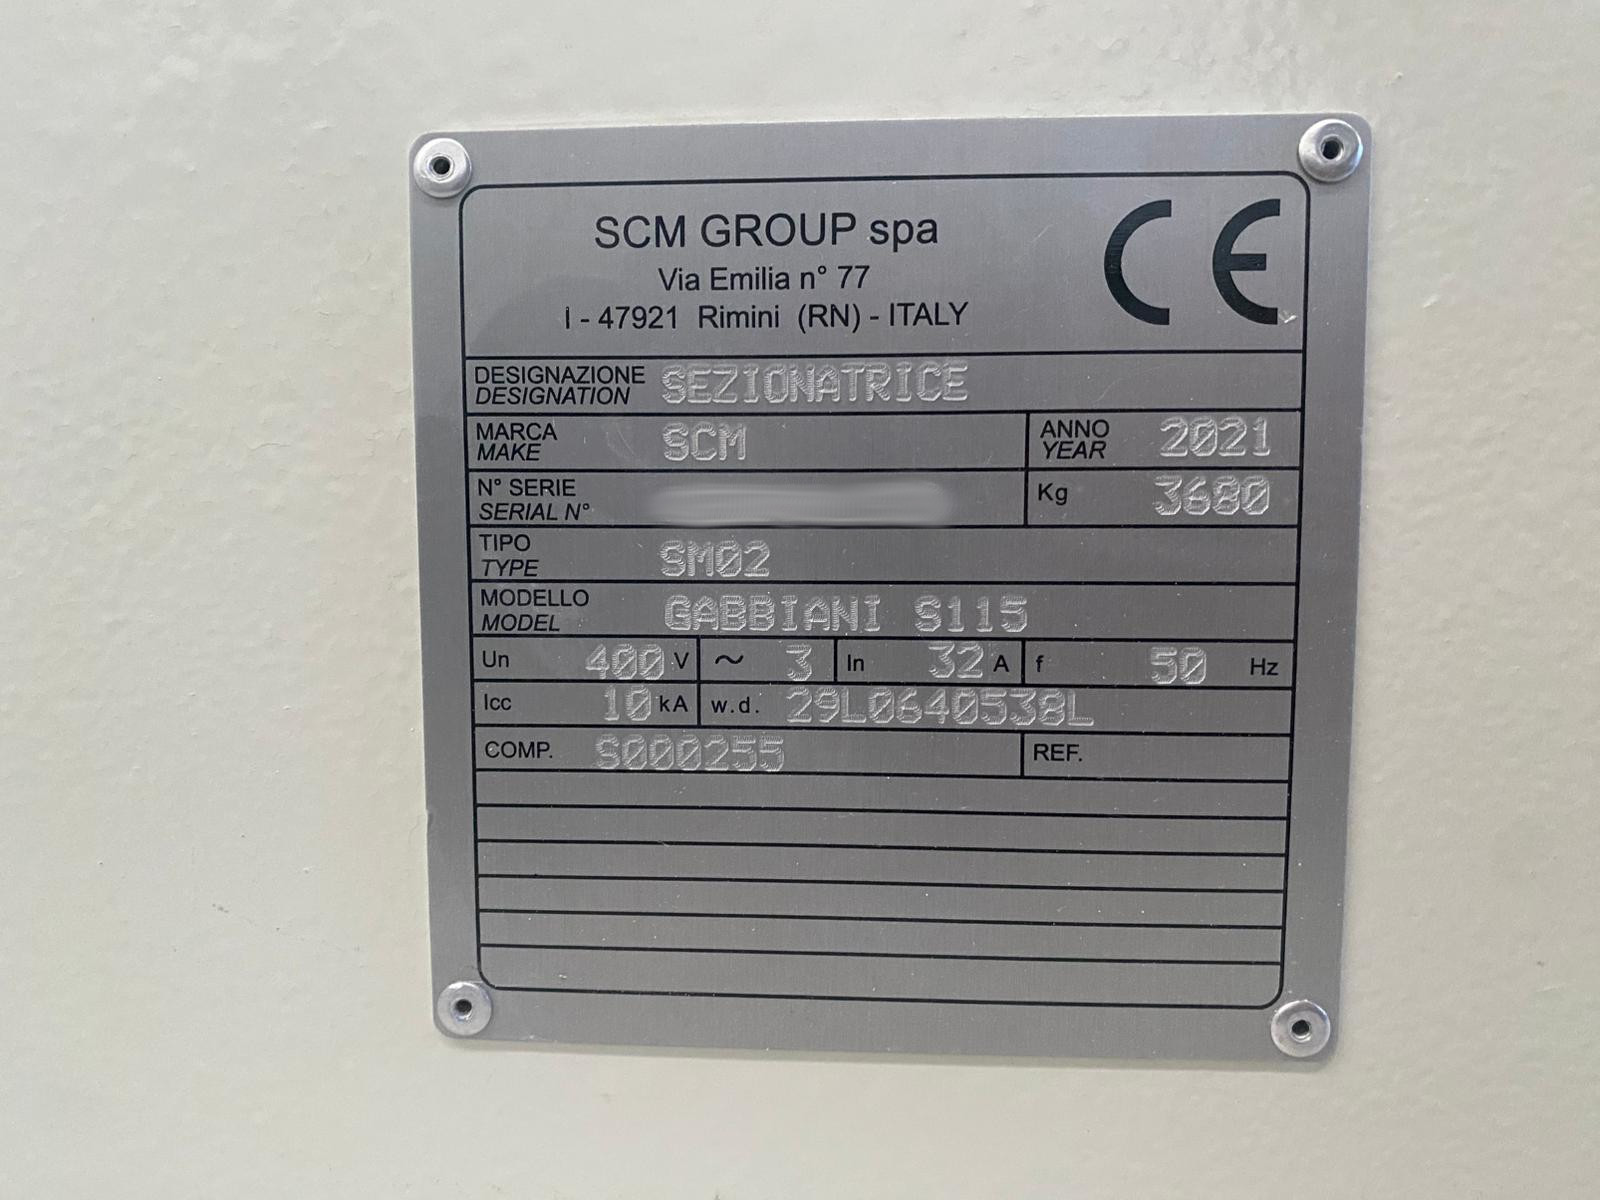 SCM GROUP spa
Via Emilia n° 77
I - 47921 Rimini (RN) - ITALY
CE
DESIGNAZIONE SEZIONATRICE
DESIGNATION
MARCA SCM ANNO 2021
MAKE YEAR
N° SERIE Kg 3680
SERIAL N°
TIPO SM02
TYPE
MODELLO GABBIANI S115
MODEL
Un 400 V ~ 3 In 32 A f 50 Hz
Icc 10 kA w.d. 29L0640538L
COMP. S000255 REF.